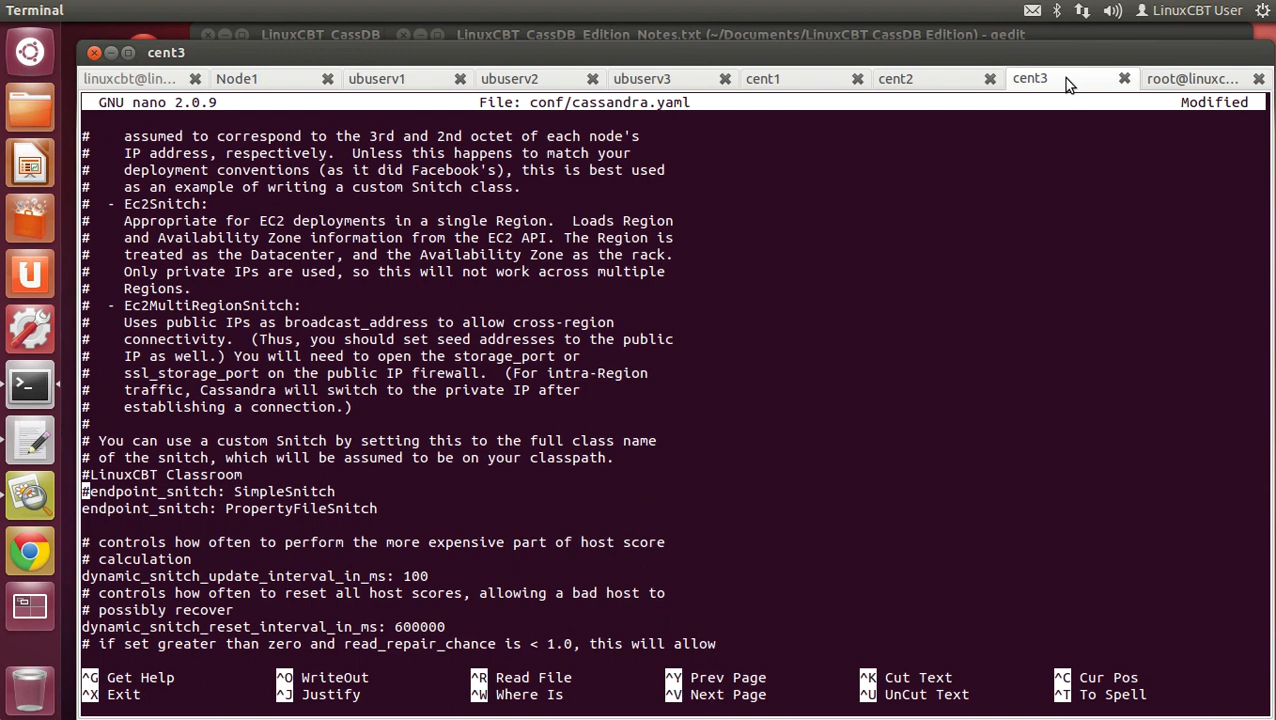 Terminal
LinuxCBT User
LinuxCBT_CassDB
LinuxCBT_CassDB_Edition_Notes.txt (~/Documents/LinuxCBT CassDB Edition) - gedit
cent3
linuxcbt@lin...
Node1
ubuserv1
ubuserv2
ubuserv3
cent1
cent2
cent3
root@linuxc...
GNU nano 2.0.9 File: conf/cassandra.yaml Modified
# assumed to correspond to the 3rd and 2nd octet of each node's
# IP address, respectively. Unless this happens to match your
# deployment conventions (as it did Facebook's), this is best used
# as an example of writing a custom Snitch class.
# - Ec2Snitch:
# Appropriate for EC2 deployments in a single Region. Loads Region
# and Availability Zone information from the EC2 API. The Region is
# treated as the Datacenter, and the Availability Zone as the rack.
# Only private IPs are used, so this will not work across multiple
# Regions.
# - Ec2MultiRegionSnitch:
# Uses public IPs as broadcast_address to allow cross-region
# connectivity. (Thus, you should set seed addresses to the public
# IP as well.) You will need to open the storage_port or
# ssl_storage_port on the public IP firewall. (For intra-Region
# traffic, Cassandra will switch to the private IP after
# establishing a connection.)
#
# You can use a custom Snitch by setting this to the full class name
# of the snitch, which will be assumed to be on your classpath.
#LinuxCBT Classroom
#endpoint_snitch: SimpleSnitch
endpoint_snitch: PropertyFileSnitch
# controls how often to perform the more expensive part of host score
# calculation
dynamic_snitch_update_interval_in_ms: 100
# controls how often to reset all host scores, allowing a bad host to
# possibly recover
dynamic_snitch_reset_interval_in_ms: 600000
# if set greater than zero and read_repair_chance is < 1.0, this will allow
^G Get Help ^O WriteOut ^R Read File ^Y Prev Page ^K Cut Text ^C Cur Pos
^X Exit ^J Justify ^W Where Is ^V Next Page ^U UnCut Text ^T To Spell